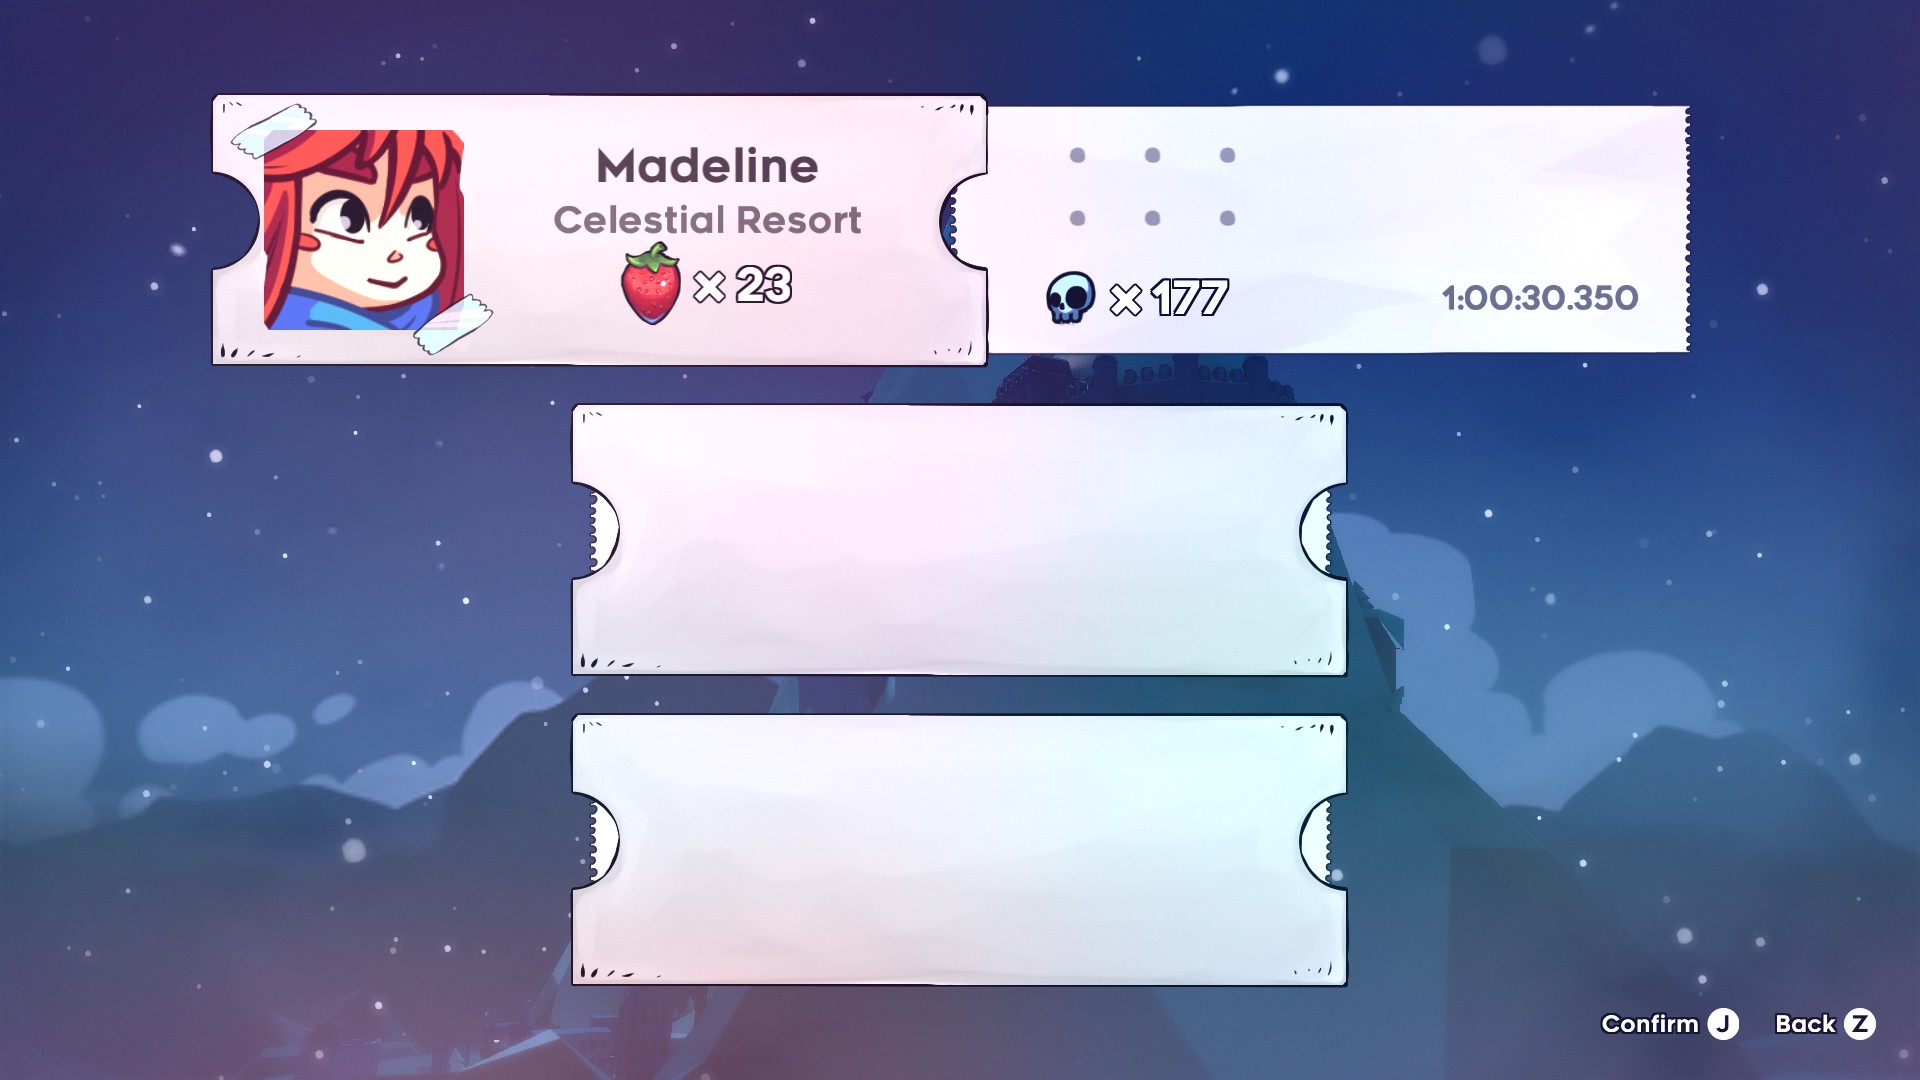 Madeline
Celestial Resort
× 23
× 177
1:00:30.350
Confirm J
Back Z